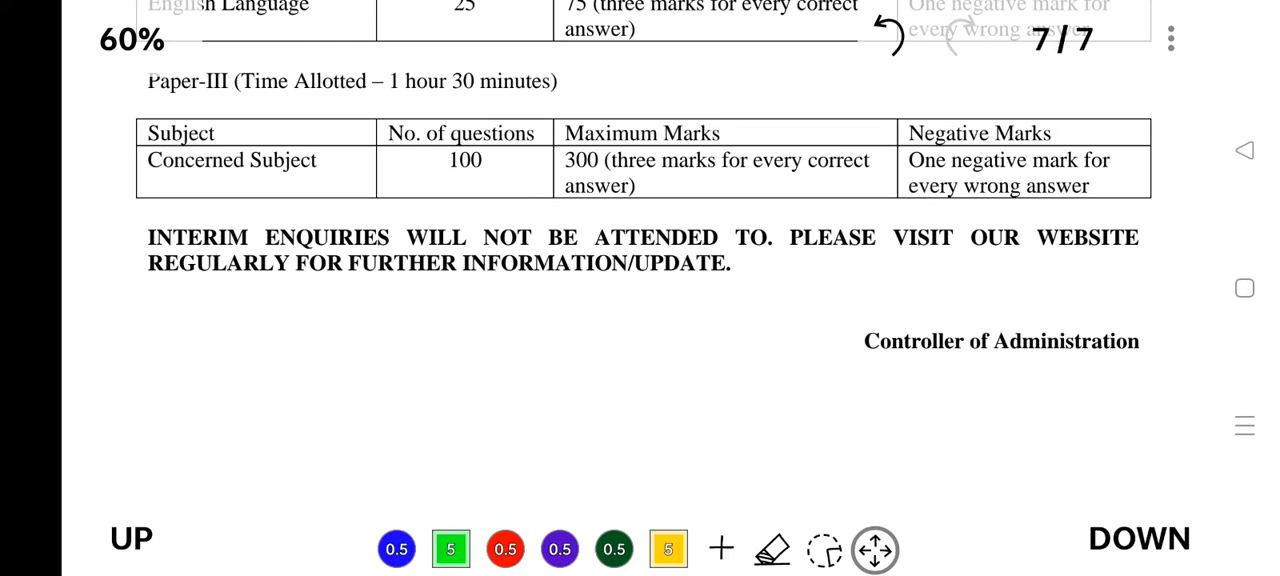 English Language 25 75 (three marks for every correct One negative mark for
answer) every wrong answer
60% 7/7
Paper-III (Time Allotted – 1 hour 30 minutes)
Subject No. of questions Maximum Marks Negative Marks
Concerned Subject 100 300 (three marks for every correct One negative mark for
answer) every wrong answer
INTERIM ENQUIRIES WILL NOT BE ATTENDED TO. PLEASE VISIT OUR WEBSITE
REGULARLY FOR FURTHER INFORMATION/UPDATE.
Controller of Administration
UP 0.5 5 0.5 0.5 0.5 5 DOWN